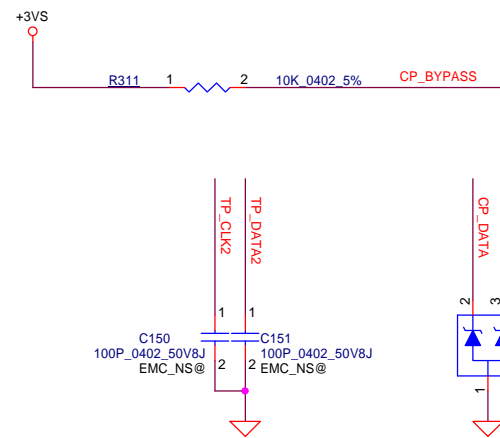 +3VS
R311 1 2 10K_0402_5% CP_BYPASS
TP_CLK2
TP_DATA2
CP_DATA
2 3
1 1
C150 C151
100P_0402_50V8J 100P_0402_50V8J
EMC_NS@ 2 2 EMC_NS@
1